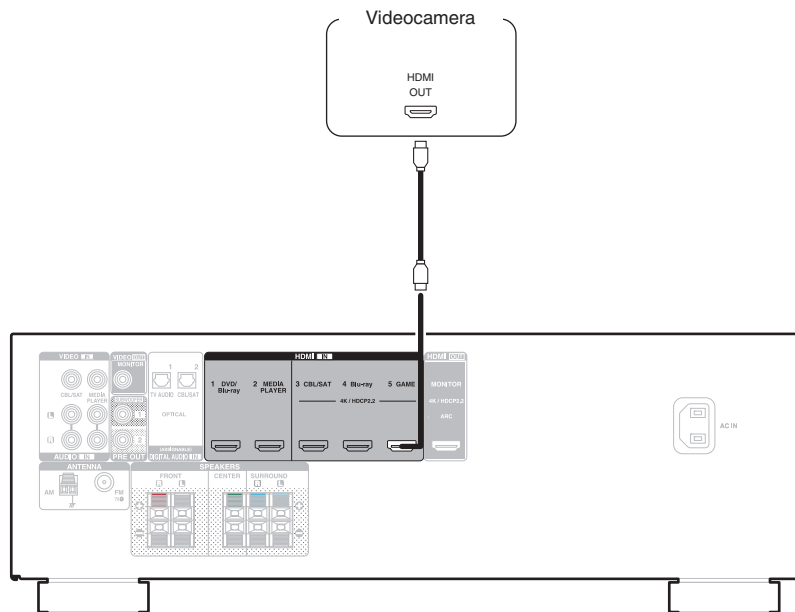 Videocamera
HDMI
OUT
VIDEO IN
VIDEO OUT
MONITOR
CBL/SAT
MEDIA
PLAYER
L
R
AUDIO IN
SUBWOOFER
1
2
PRE OUT
1 2
TV AUDIO CBL/SAT
OPTICAL
DIGITAL AUDIO IN
HDMI IN
1 DVD/
Blu-ray
2 MEDIA
PLAYER
3 CBL/SAT
4 Blu-ray
5 GAME
4K / HDCP2.2
HDMI OUT
MONITOR
4K / HDCP2.2
ARC
AC IN
ANTENNA
AM
FM
SPEAKERS
FRONT
R L
CENTER
SURROUND
R L